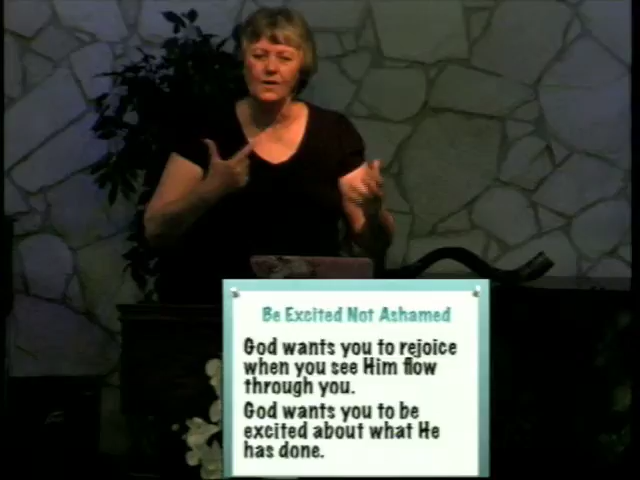 Be Excited Not Ashamed
God wants you to rejoice
when you see Him flow
through you.
God wants you to be
excited about what He
has done.